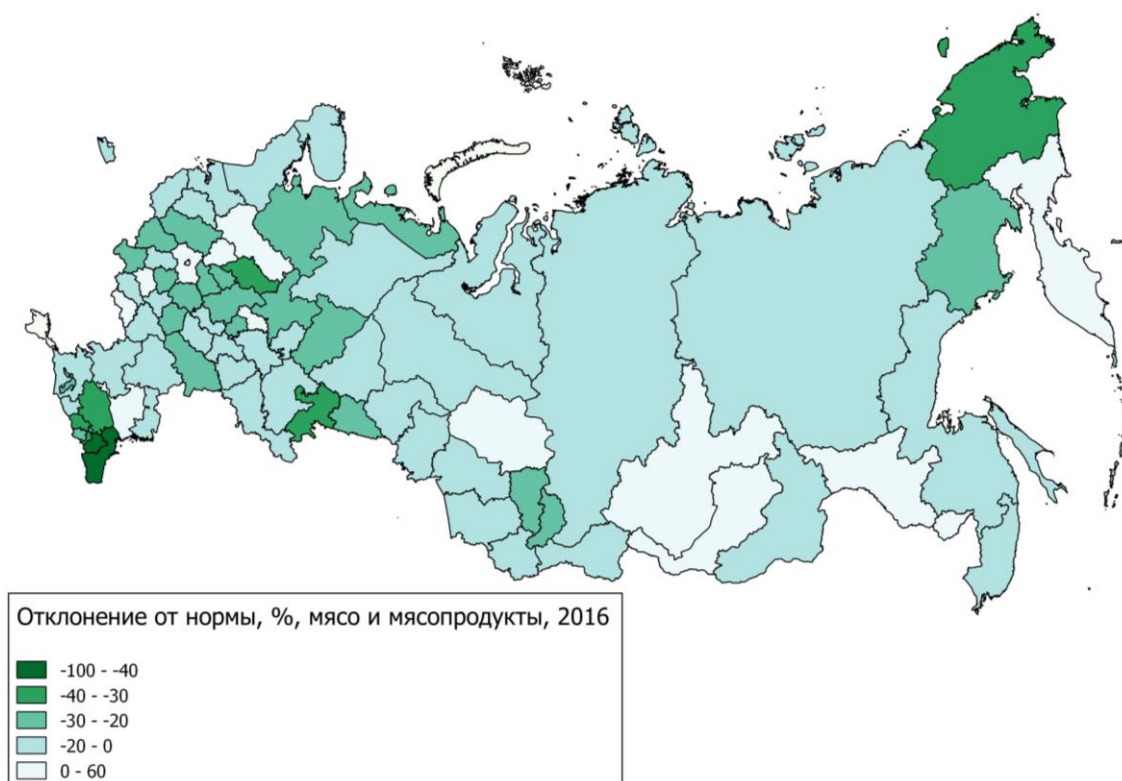 Отклонение от нормы, %, мясо и мясопродукты, 2016
-100 - -40
-40 - -30
-30 - -20
-20 - 0
0 - 60